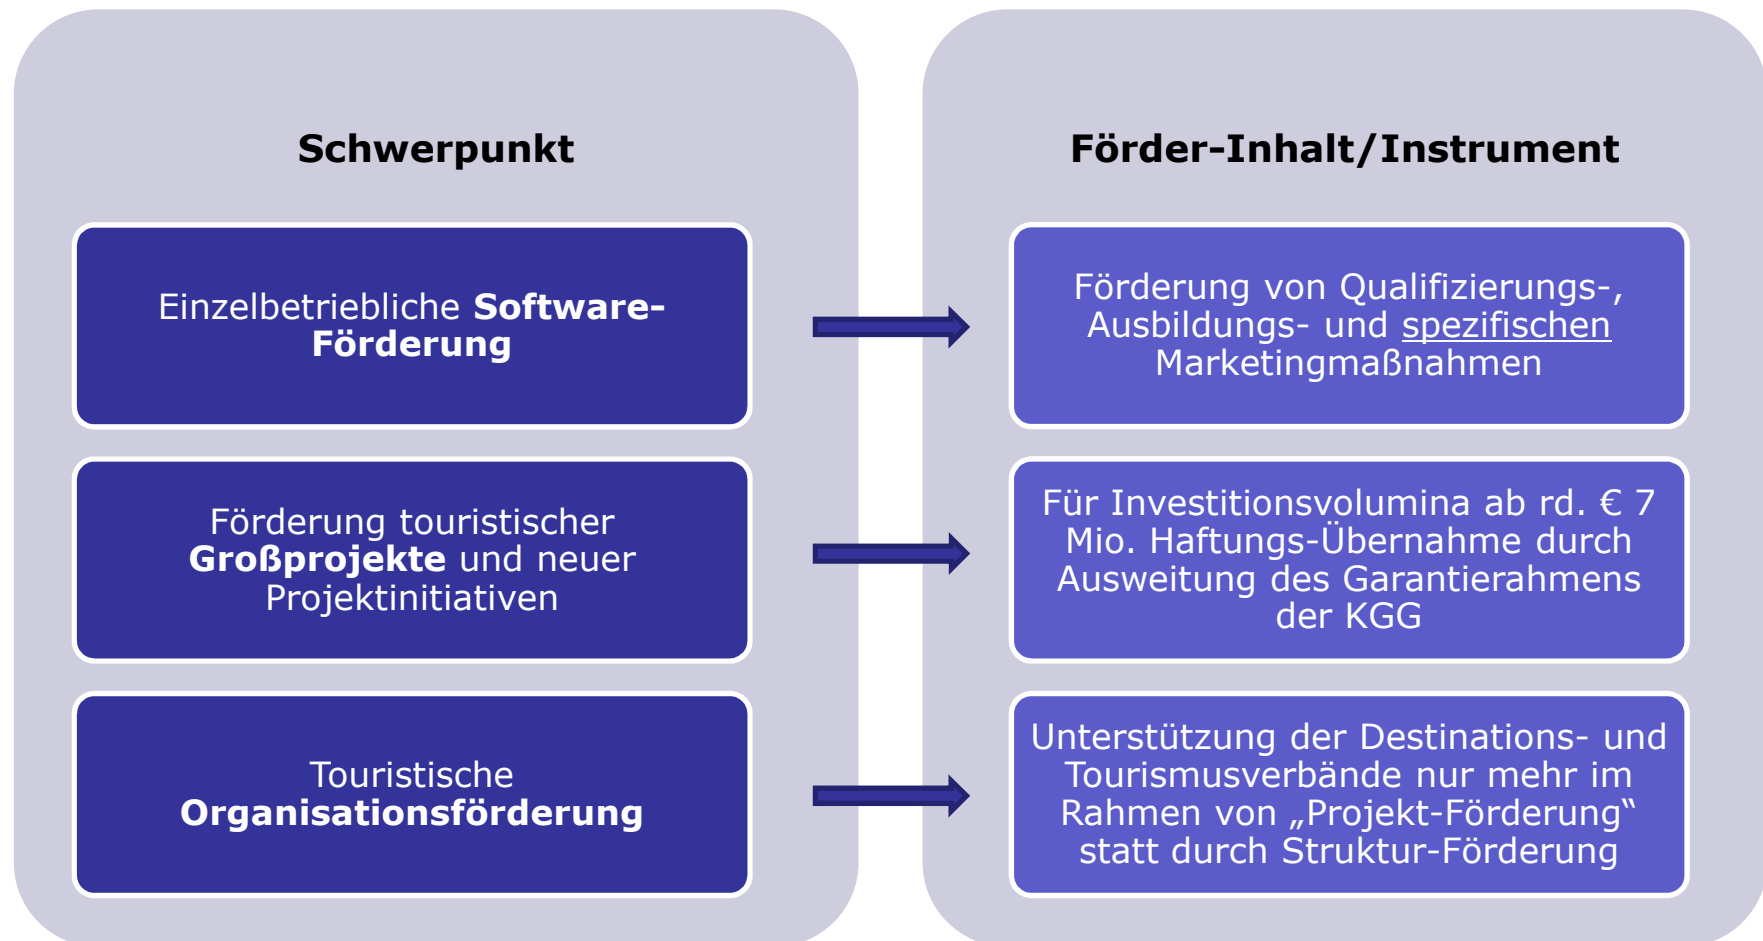 Schwerpunkt
Einzelbetriebliche Software-
Förderung
Förderung touristischer
Großprojekte und neuer
Projektinitiativen
Touristische
Organisationsförderung
Förder-Inhalt/Instrument
Förderung von Qualifizierungs-,
Ausbildungs- und spezifischen
Marketingmaßnahmen
Für Investitionsvolumina ab rd. € 7
Mio. Haftungs-Übernahme durch
Ausweitung des Garantierahmens
der KGG
Unterstützung der Destinations- und
Tourismusverbände nur mehr im
Rahmen von „Projekt-Förderung“
statt durch Struktur-Förderung